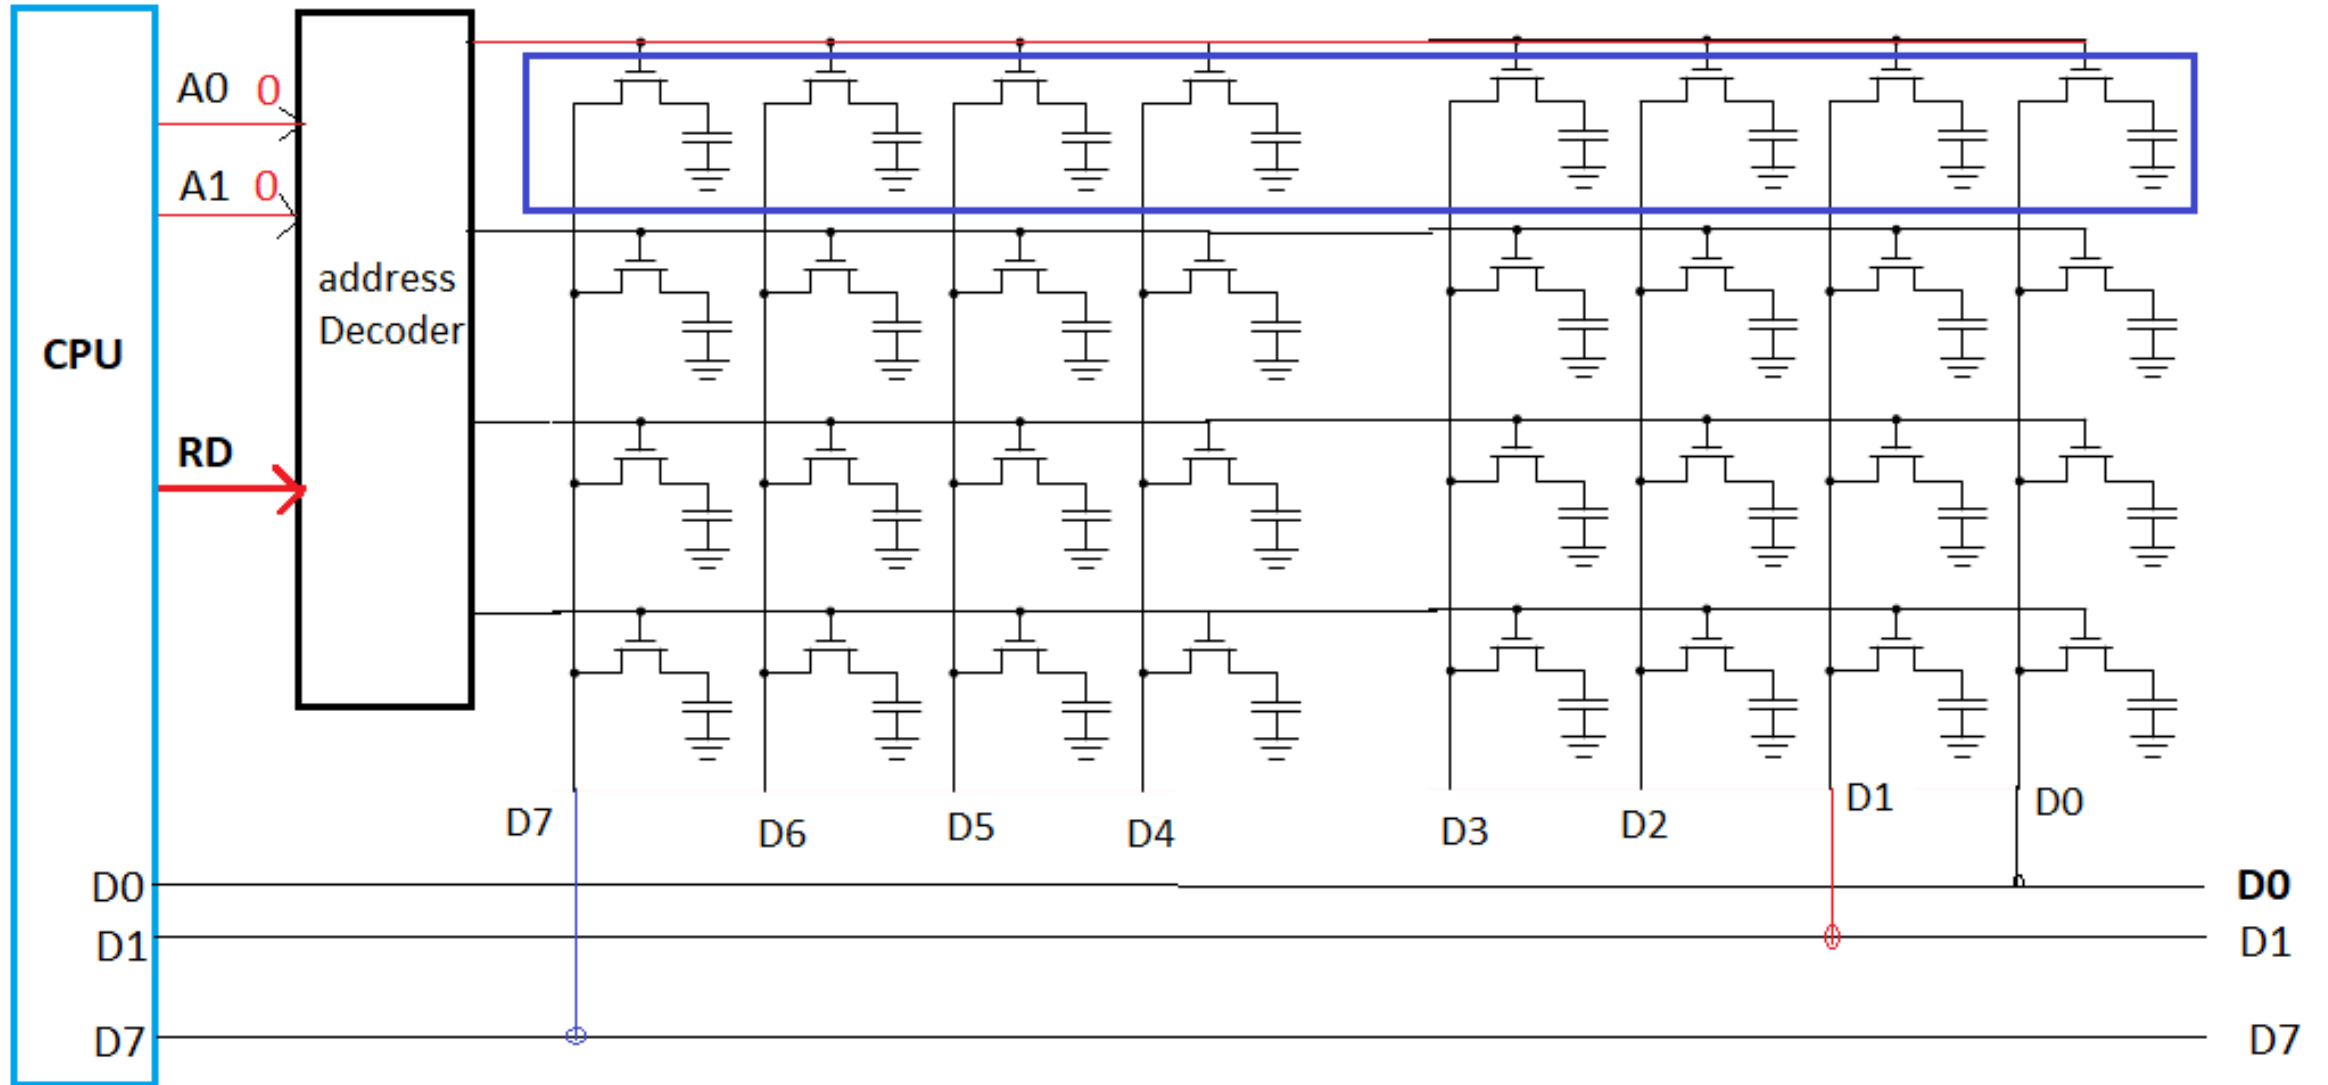 A0 0
A1 0
address
Decoder
CPU
RD
D7
D6
D5
D4
D3
D2
D1
D0
D0
D0
D1
D1
D7
D7